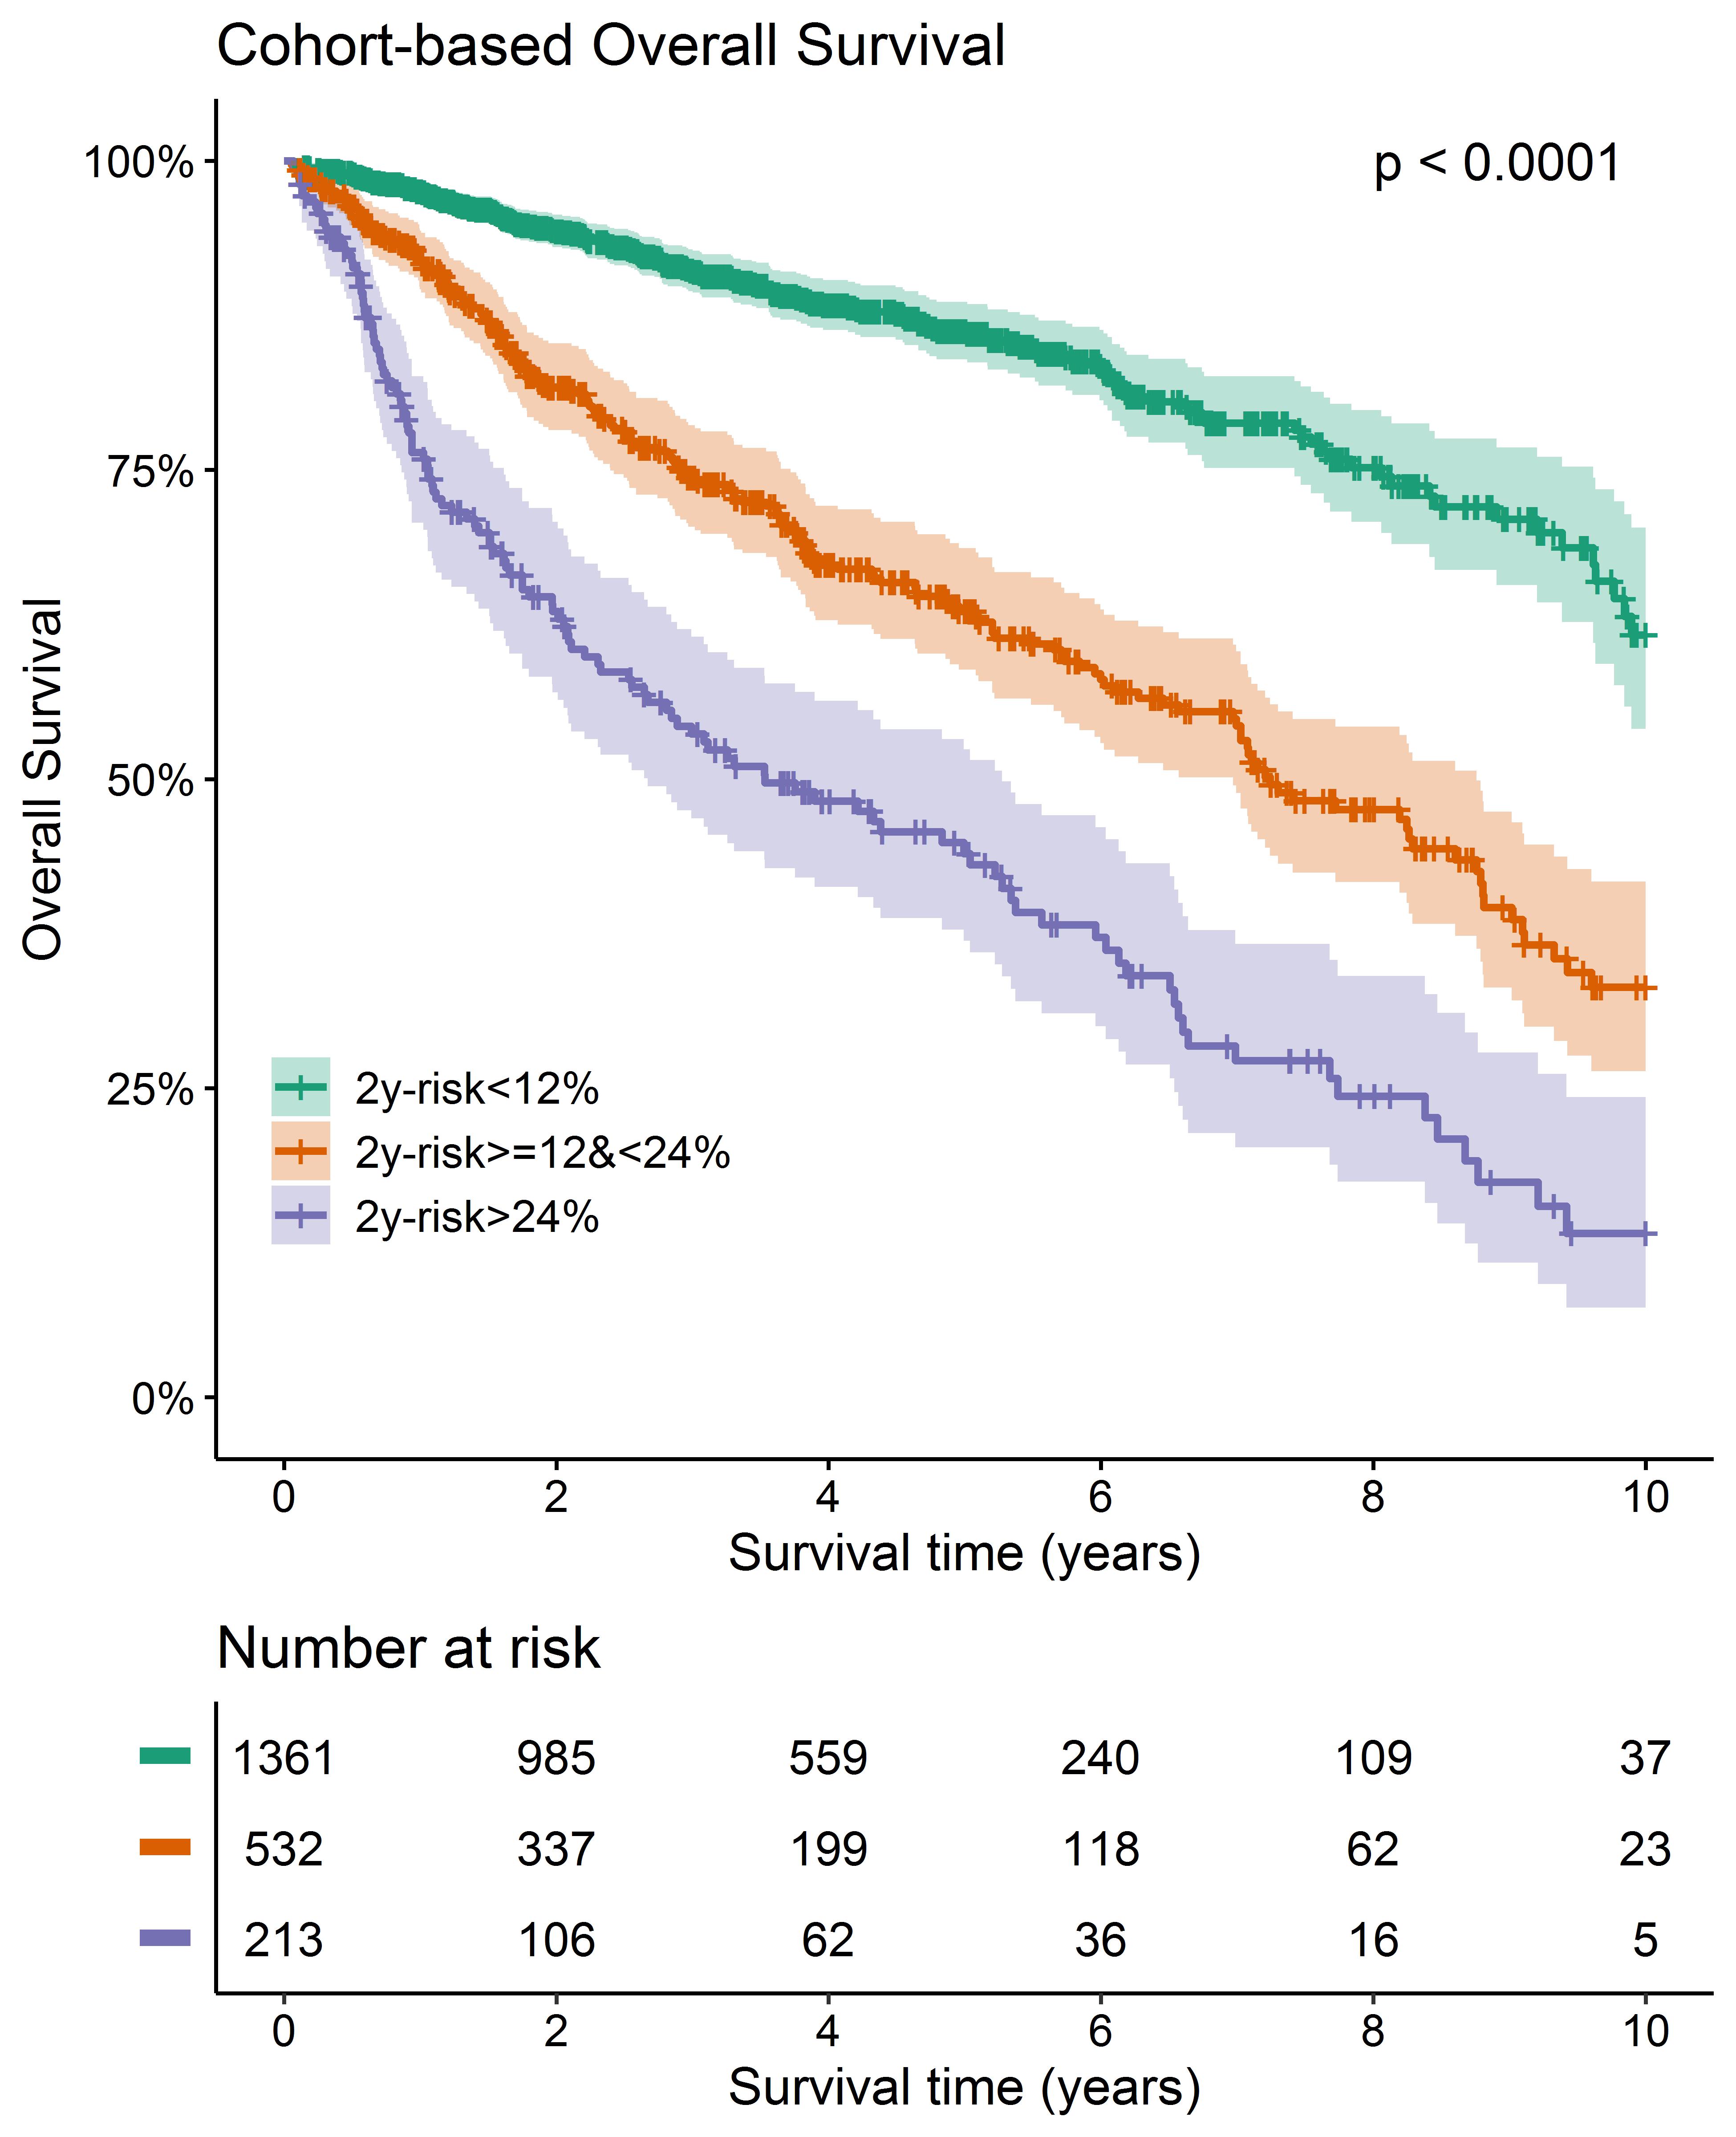 Cohort-based Overall Survival
p < 0.0001
100%
75%
50%
25%
0%
Overall Survival
2y-risk<12%
2y-risk>=12&<24%
2y-risk>24%
0 2 4 6 8 10
Survival time (years)
Number at risk
1361 985 559 240 109 37
532 337 199 118 62 23
213 106 62 36 16 5
0 2 4 6 8 10
Survival time (years)